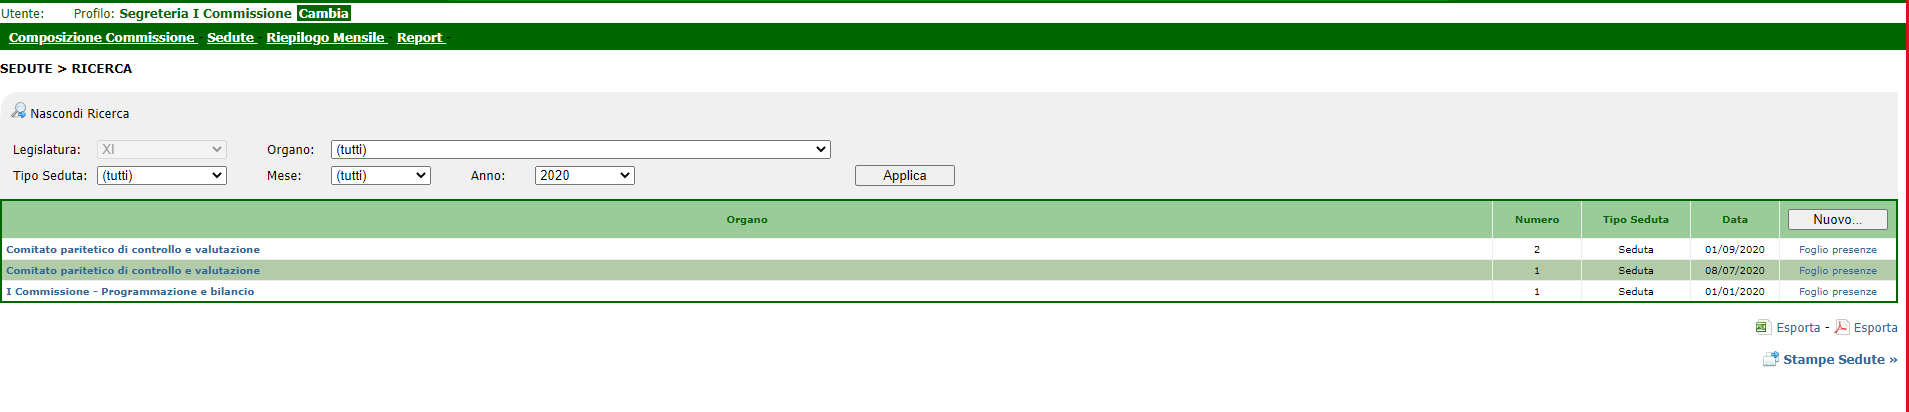 Utente: Profilo: Segreteria I Commissione Cambia
Composizione Commissione - Sedute - Riepilogo Mensile - Report -
SEDUTE > RICERCA
Nascondi Ricerca
Legislatura: XI Organo: (tutti)
Tipo Seduta: (tutti) Mese: (tutti) Anno: 2020 Applica
Organo Numero Tipo Seduta Data Nuovo...
Comitato paritetico di controllo e valutazione 2 Seduta 01/09/2020 Foglio presenze
Comitato paritetico di controllo e valutazione 1 Seduta 08/07/2020 Foglio presenze
I Commissione - Programmazione e bilancio 1 Seduta 01/01/2020 Foglio presenze
Esporta - Esporta
Stampe Sedute »